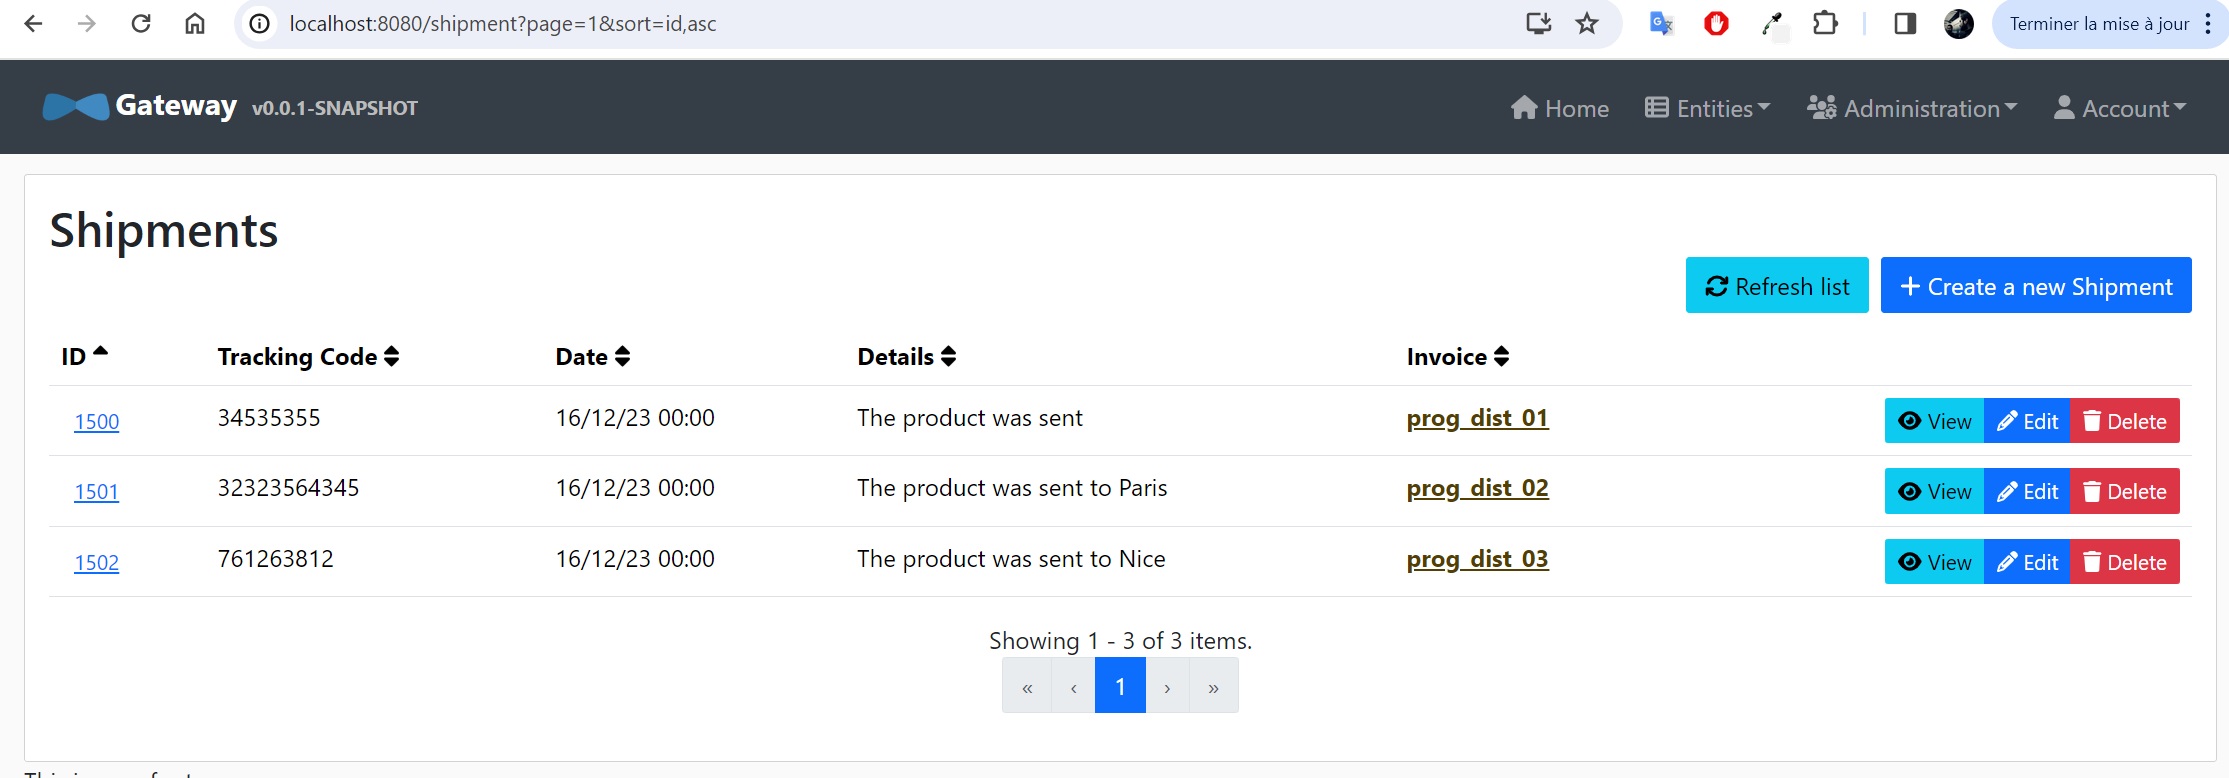 localhost:8080/shipment?page=1&sort=id,asc
Terminer la mise à jour
Gateway v0.0.1-SNAPSHOT
Home Entities Administration Account
Shipments
Refresh list + Create a new Shipment
ID Tracking Code Date Details Invoice
1500 34535355 16/12/23 00:00 The product was sent prog_dist_01 View Edit Delete
1501 32323564345 16/12/23 00:00 The product was sent to Paris prog_dist_02 View Edit Delete
1502 761263812 16/12/23 00:00 The product was sent to Nice prog_dist_03 View Edit Delete
Showing 1 - 3 of 3 items.
« ‹ 1 › »